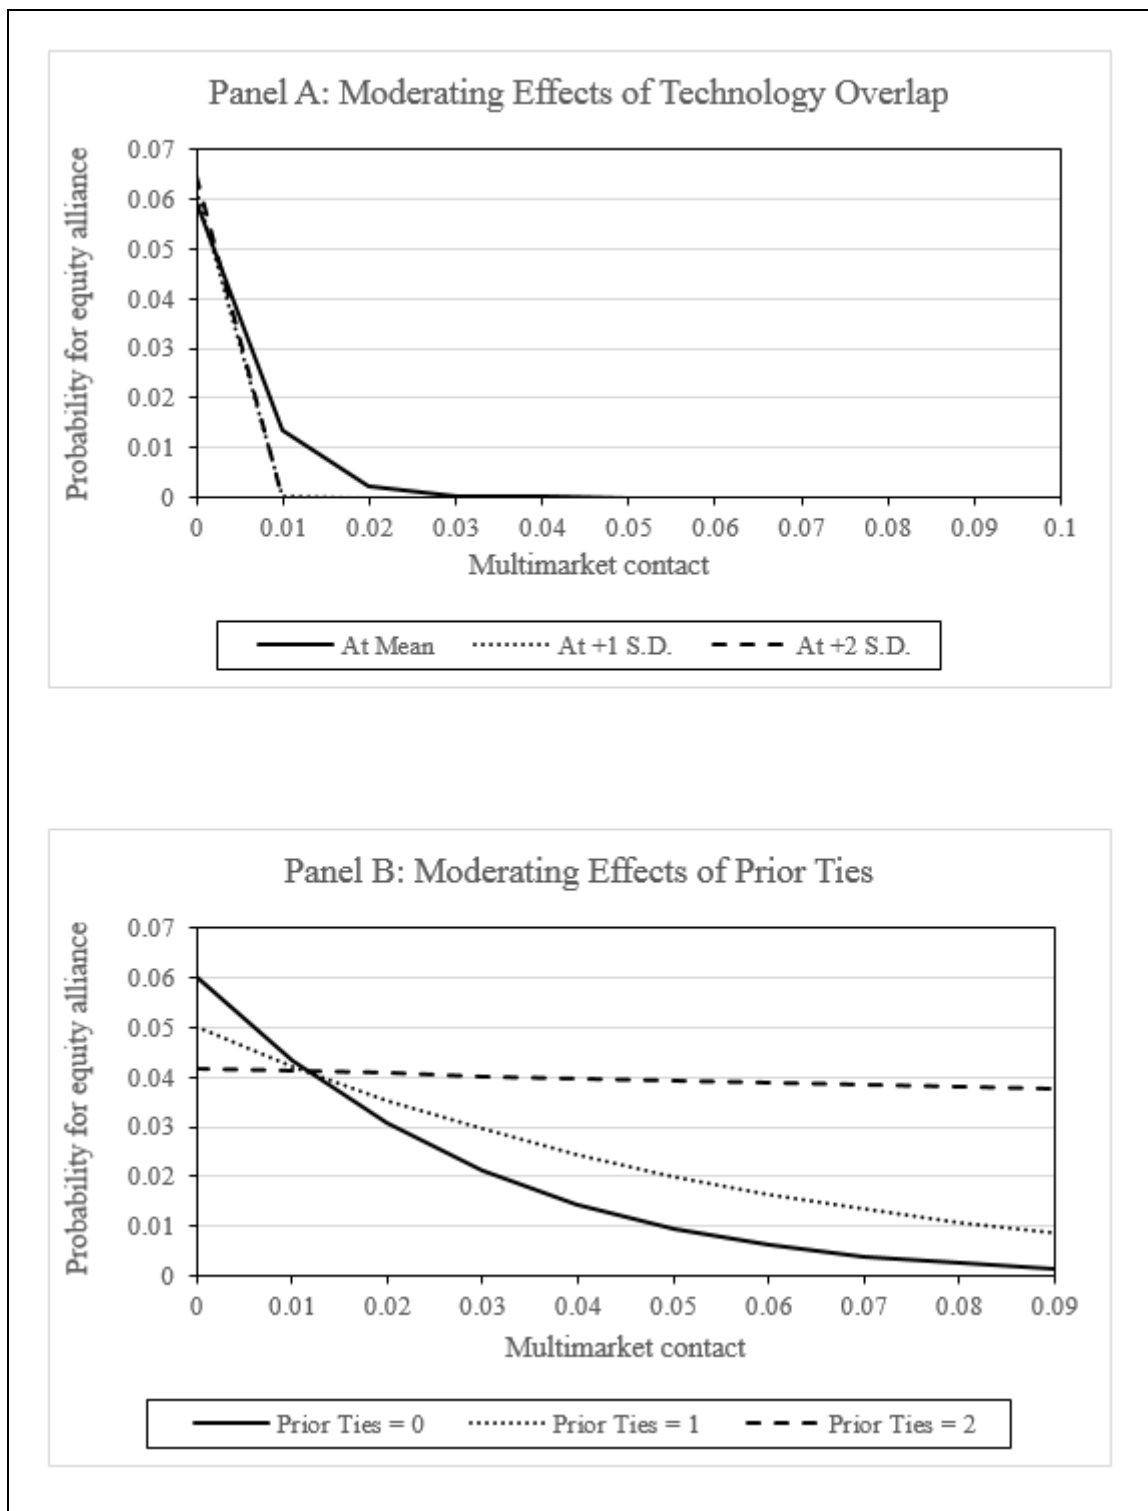 Panel A: Moderating Effects of Technology Overlap
Probability for equity alliance
0.07
0.06
0.05
0.04
0.03
0.02
0.01
0
0 0.01 0.02 0.03 0.04 0.05 0.06 0.07 0.08 0.09 0.1
Multimarket contact
At Mean At +1 S.D. At +2 S.D.
Panel B: Moderating Effects of Prior Ties
Probability for equity alliance
0.07
0.06
0.05
0.04
0.03
0.02
0.01
0
0 0.01 0.02 0.03 0.04 0.05 0.06 0.07 0.08 0.09
Multimarket contact
Prior Ties = 0 Prior Ties = 1 Prior Ties = 2